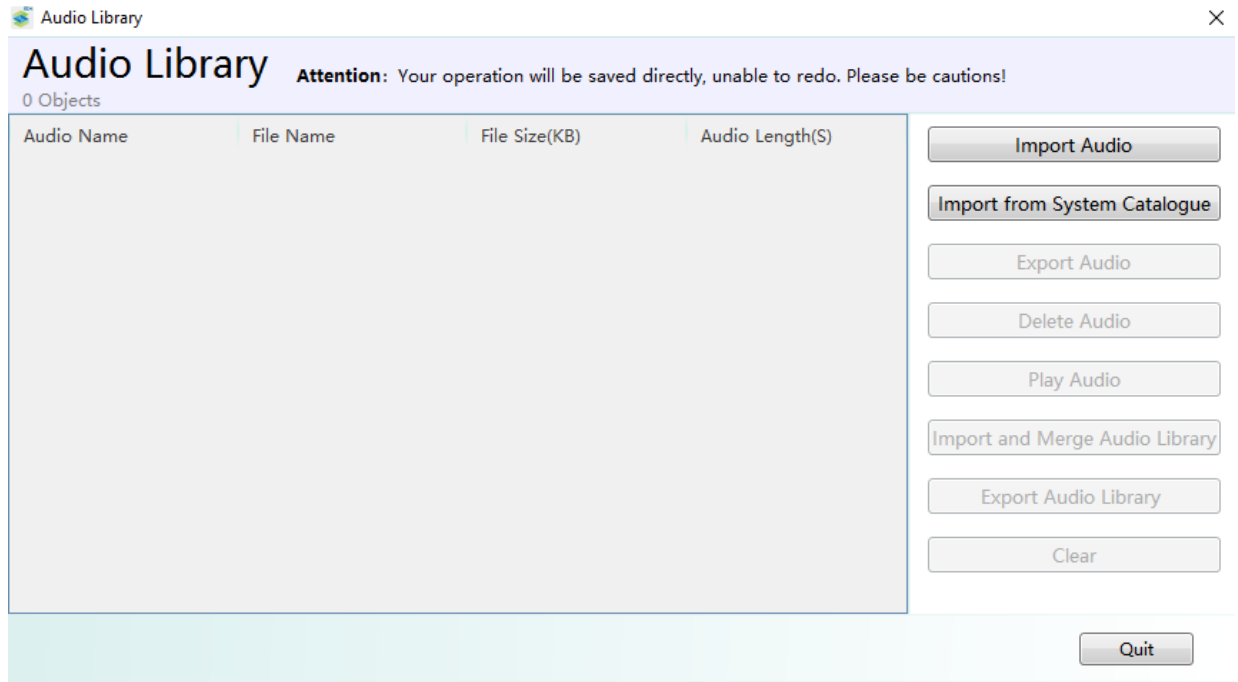 Audio Library
Audio Library
Attention: Your operation will be saved directly, unable to redo. Please be cautions!
0 Objects
Audio Name File Name File Size(KB) Audio Length(S)
Import Audio
Import from System Catalogue
Export Audio
Delete Audio
Play Audio
Import and Merge Audio Library
Export Audio Library
Clear
Quit